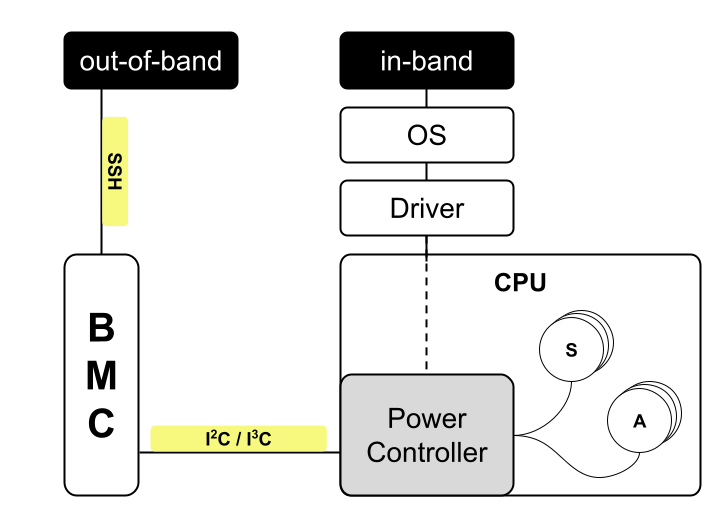 out-of-band
in-band
OS
SSH
Driver
CPU
B
M
C
S
A
Power
Controller
I²C / I³C